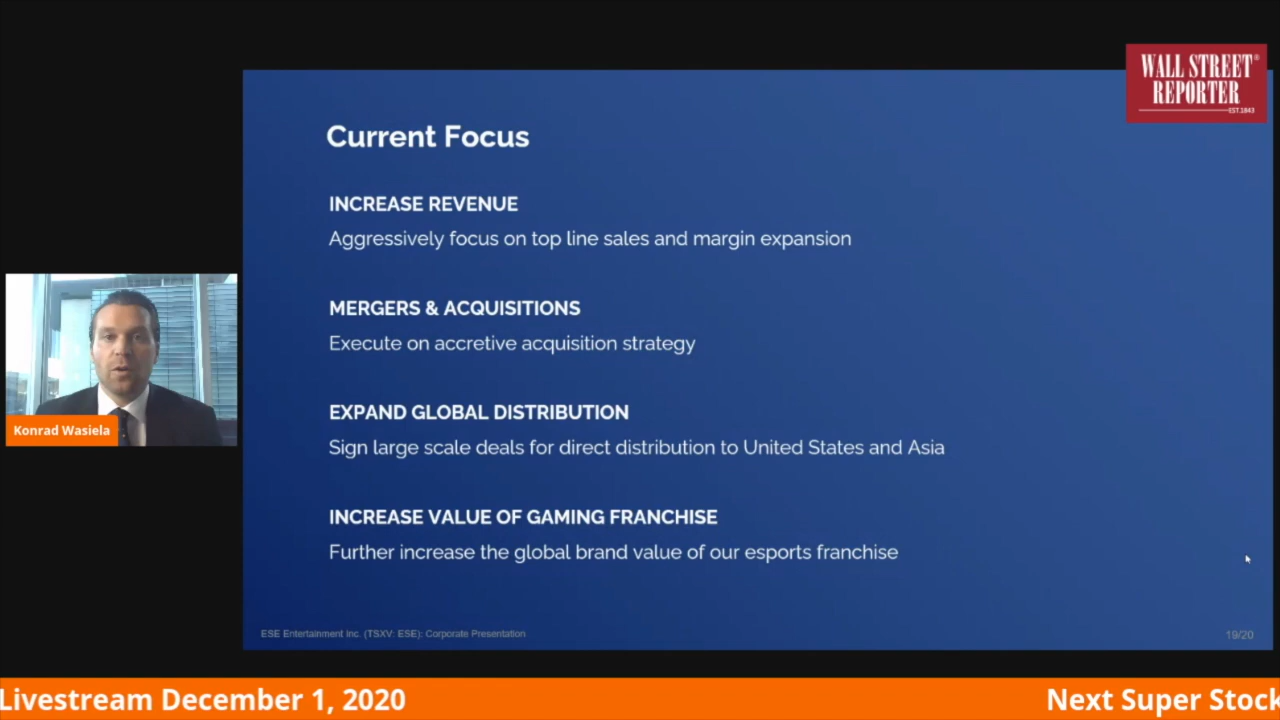 WALL STREET
REPORTER
EST.1843
Current Focus
INCREASE REVENUE
Aggressively focus on top line sales and margin expansion
MERGERS & ACQUISITIONS
Execute on accretive acquisition strategy
EXPAND GLOBAL DISTRIBUTION
Sign large scale deals for direct distribution to United States and Asia
INCREASE VALUE OF GAMING FRANCHISE
Further increase the global brand value of our esports franchise
Konrad Wasiela
ESE Entertainment Inc. (TSXV: ESE): Corporate Presentation
19/20
Livestream December 1, 2020
Next Super Stock